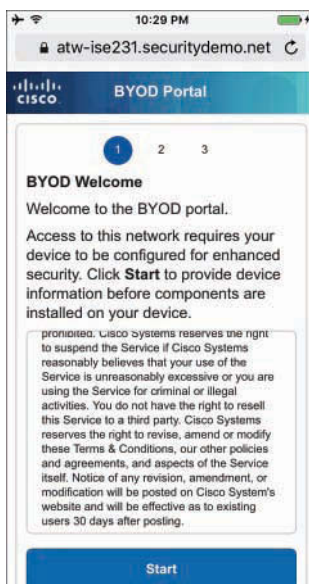 10:29 PM
atw-ise231.securitydemo.net
CISCO
BYOD Portal
1 2 3
BYOD Welcome
Welcome to the BYOD portal.
Access to this network requires your
device to be configured for enhanced
security. Click Start to provide device
information before components are
installed on your device.
prohibited. Cisco Systems reserves the right
to suspend the Service if Cisco Systems
reasonably believes that your use of the
Service is unreasonably excessive or you are
using the Service for criminal or illegal
activities. You do not have the right to resell
this Service to a third party. Cisco Systems
reserves the right to revise, amend or modify
these Terms & Conditions, our other policies
and agreements, and aspects of the Service
itself. Notice of any revision, amendment, or
modification will be posted on Cisco System's
website and will be effective as to existing
users 30 days after posting.
Start